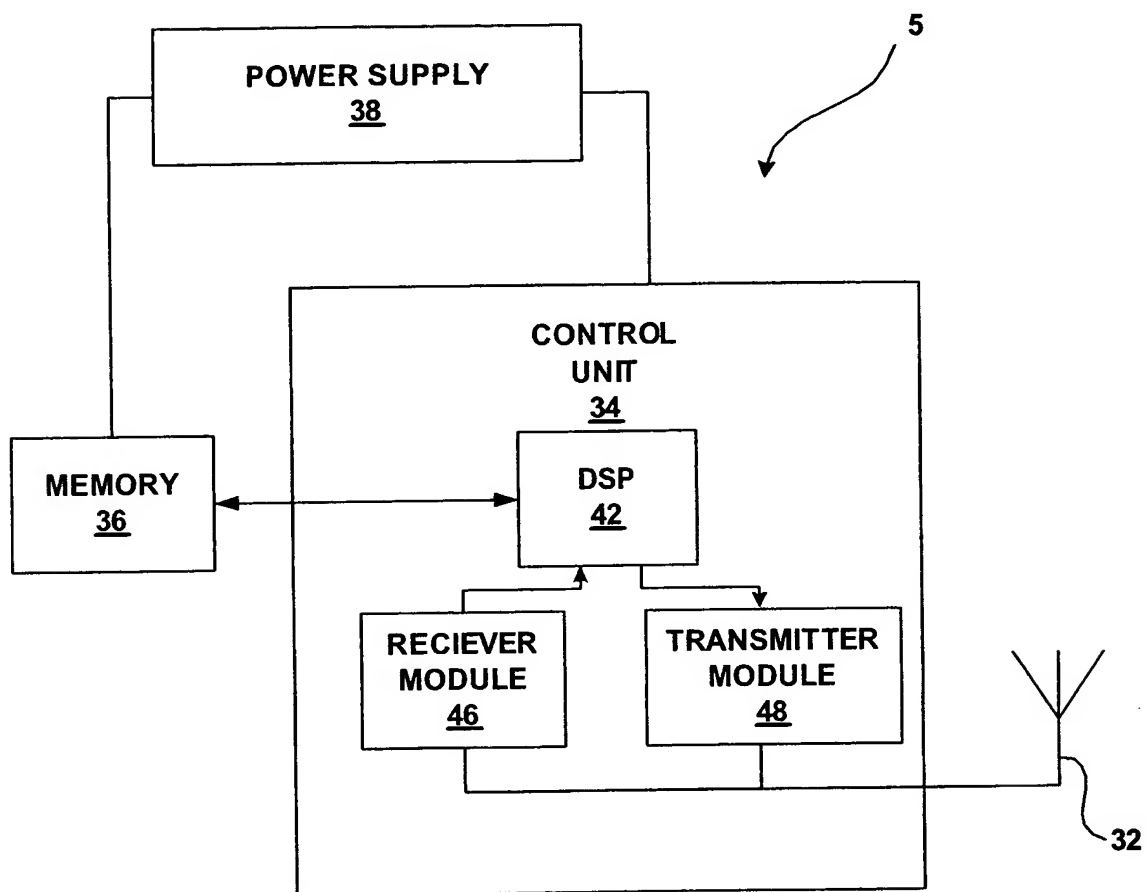 5
POWER SUPPLY
38
CONTROL
UNIT
34
MEMORY
36
DSP
42
RECIEVER
MODULE
46
TRANSMITTER
MODULE
48
32